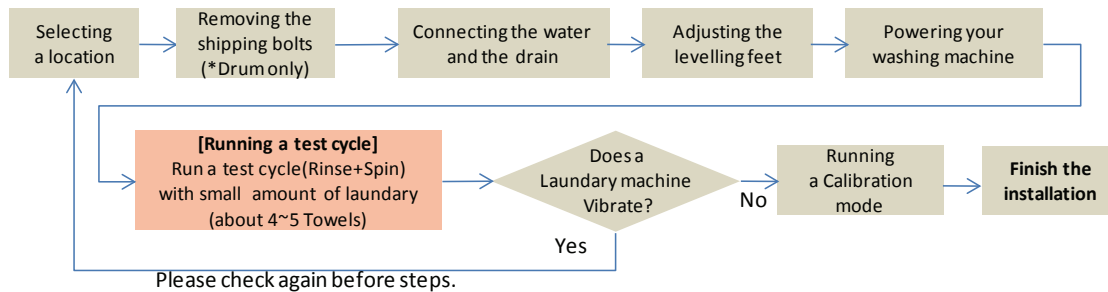 Selecting
a location
Removing the
shipping bolts
(*Drum only)
Connecting the water
and the drain
Adjusting the
levelling feet
Powering your
washing machine
[Running a test cycle]
Run a test cycle(Rinse+Spin)
with small amount of laundary
(about 4~5 Towels)
Does a
Laundary machine
Vibrate?
No
Running
a Calibration
mode
Finish the
installation
Yes
Please check again before steps.